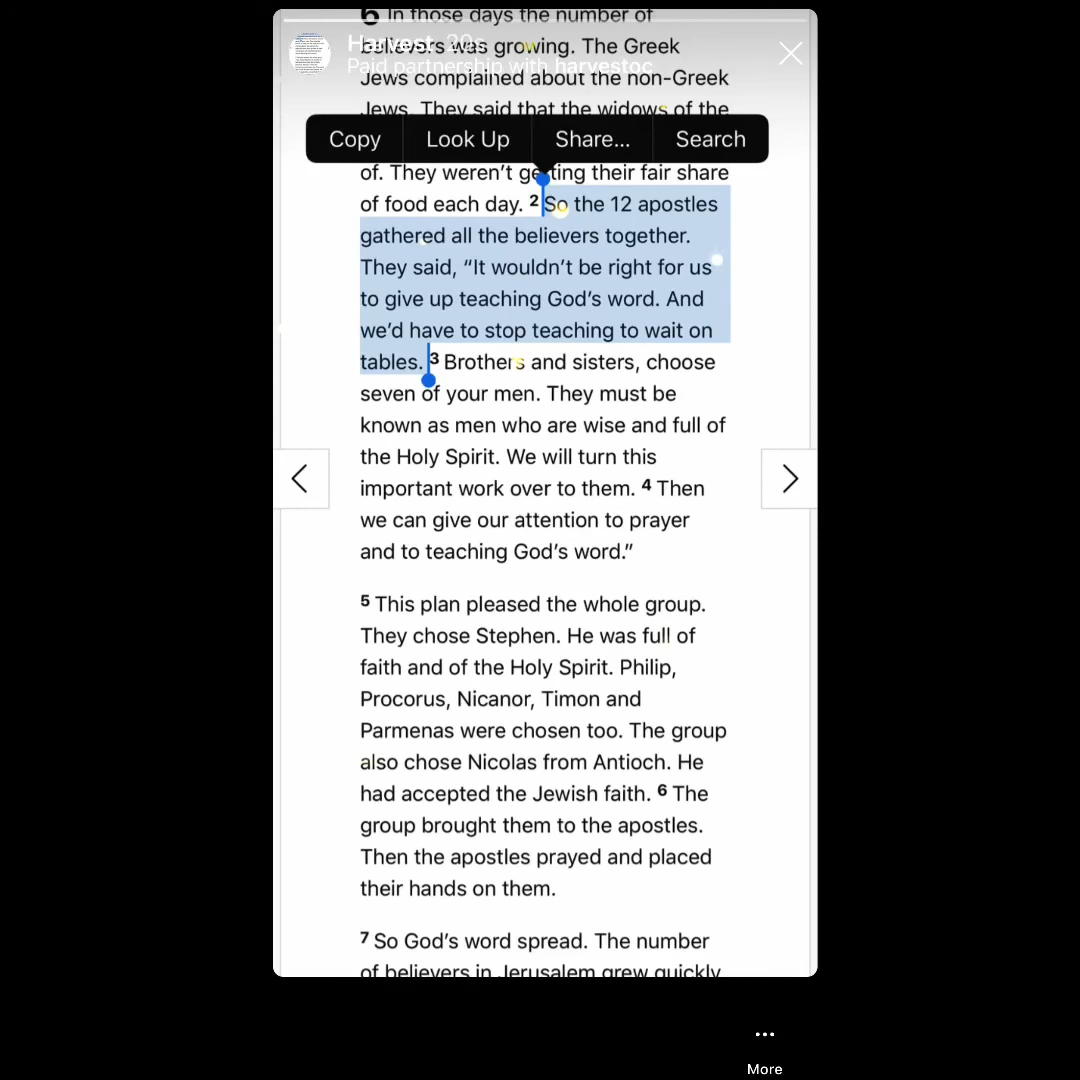 6 In those days the number of
Harvest 20s
believers was growing. The Greek
Paid partnership with harvestoc
Jews complained about the non-Greek
Jews. They said that the widows of the
Copy Look Up Share... Search
of. They weren't getting their fair share
of food each day. 2 So the 12 apostles
gathered all the believers together.
They said, “It wouldn't be right for us
to give up teaching God's word. And
we'd have to stop teaching to wait on
tables. 3 Brothers and sisters, choose
seven of your men. They must be
known as men who are wise and full of
the Holy Spirit. We will turn this
important work over to them. 4 Then
we can give our attention to prayer
and to teaching God's word.”
5 This plan pleased the whole group.
They chose Stephen. He was full of
faith and of the Holy Spirit. Philip,
Procorus, Nicanor, Timon and
Parmenas were chosen too. The group
also chose Nicolas from Antioch. He
had accepted the Jewish faith. 6 The
group brought them to the apostles.
Then the apostles prayed and placed
their hands on them.
7 So God's word spread. The number
of believers in Jerusalem grew quickly
More